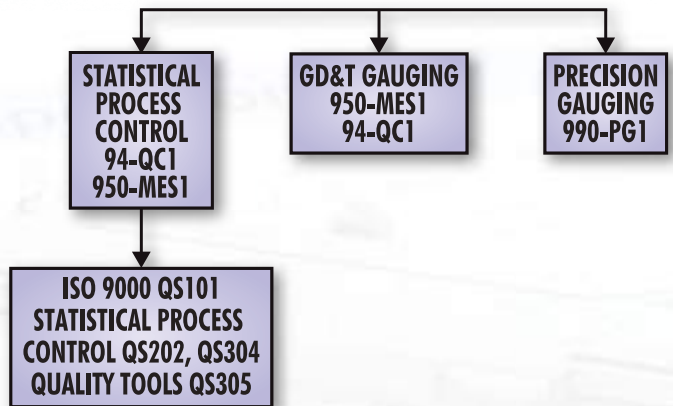 STATISTICAL
PROCESS
CONTROL
94-QC1
950-MES1
GD&T GAUGING
950-MES1
94-QC1
PRECISION
GAUGING
990-PG1
ISO 9000 QS101
STATISTICAL PROCESS
CONTROL QS202, QS304
QUALITY TOOLS QS305